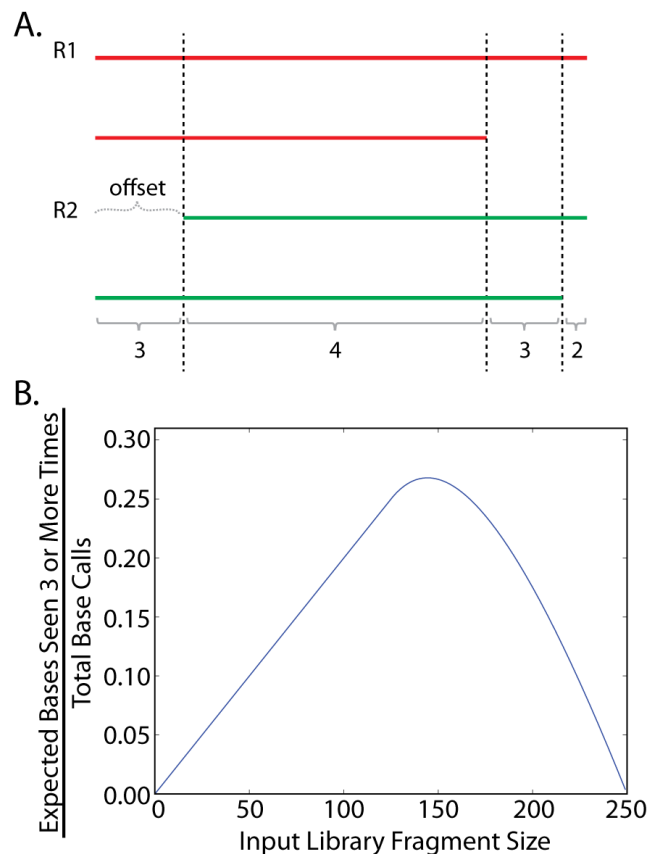 A.
R1
offset
R2
3 4 3 2
B.
Expected Bases Seen 3 or More Times
Total Base Calls
0.30
0.25
0.20
0.15
0.10
0.05
0.00
0 50 100 150 200 250
Input Library Fragment Size